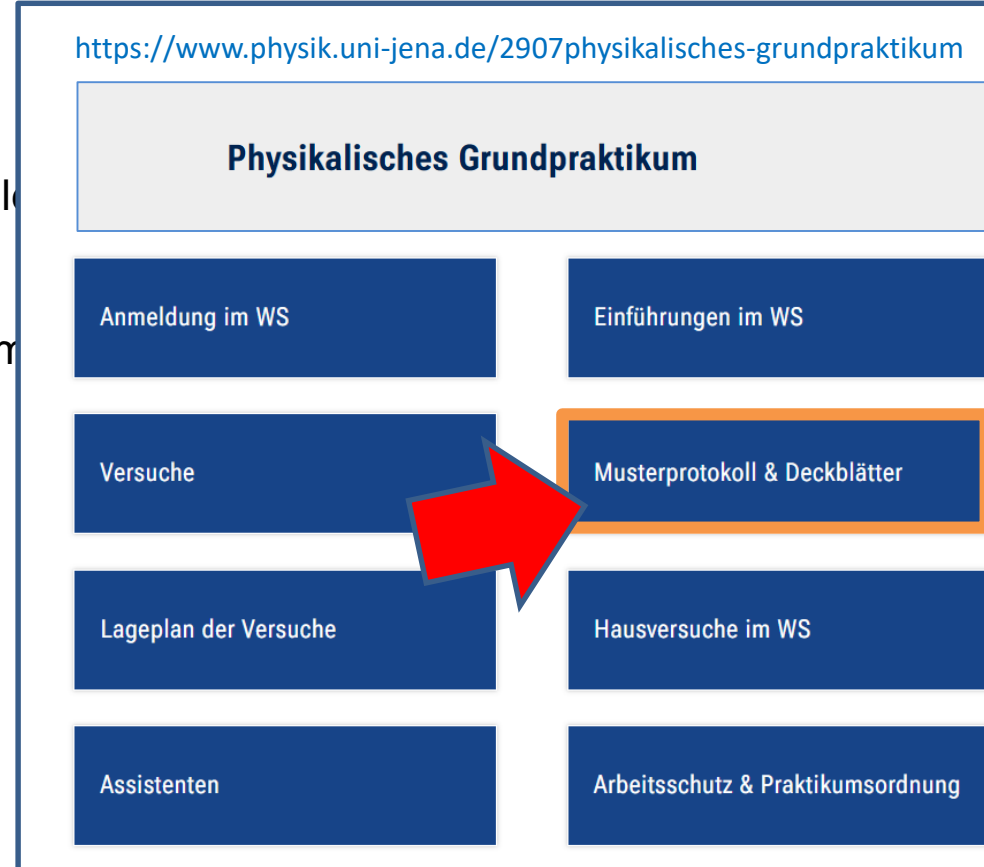 https://www.physik.uni-jena.de/2907physikalisches-grundpraktikum
Physikalisches Grundpraktikum
Anmeldung im WS
Einführungen im WS
Versuche
Musterprotokoll & Deckblätter
Lageplan der Versuche
Hausversuche im WS
Assistenten
Arbeitsschutz & Praktikumsordnung